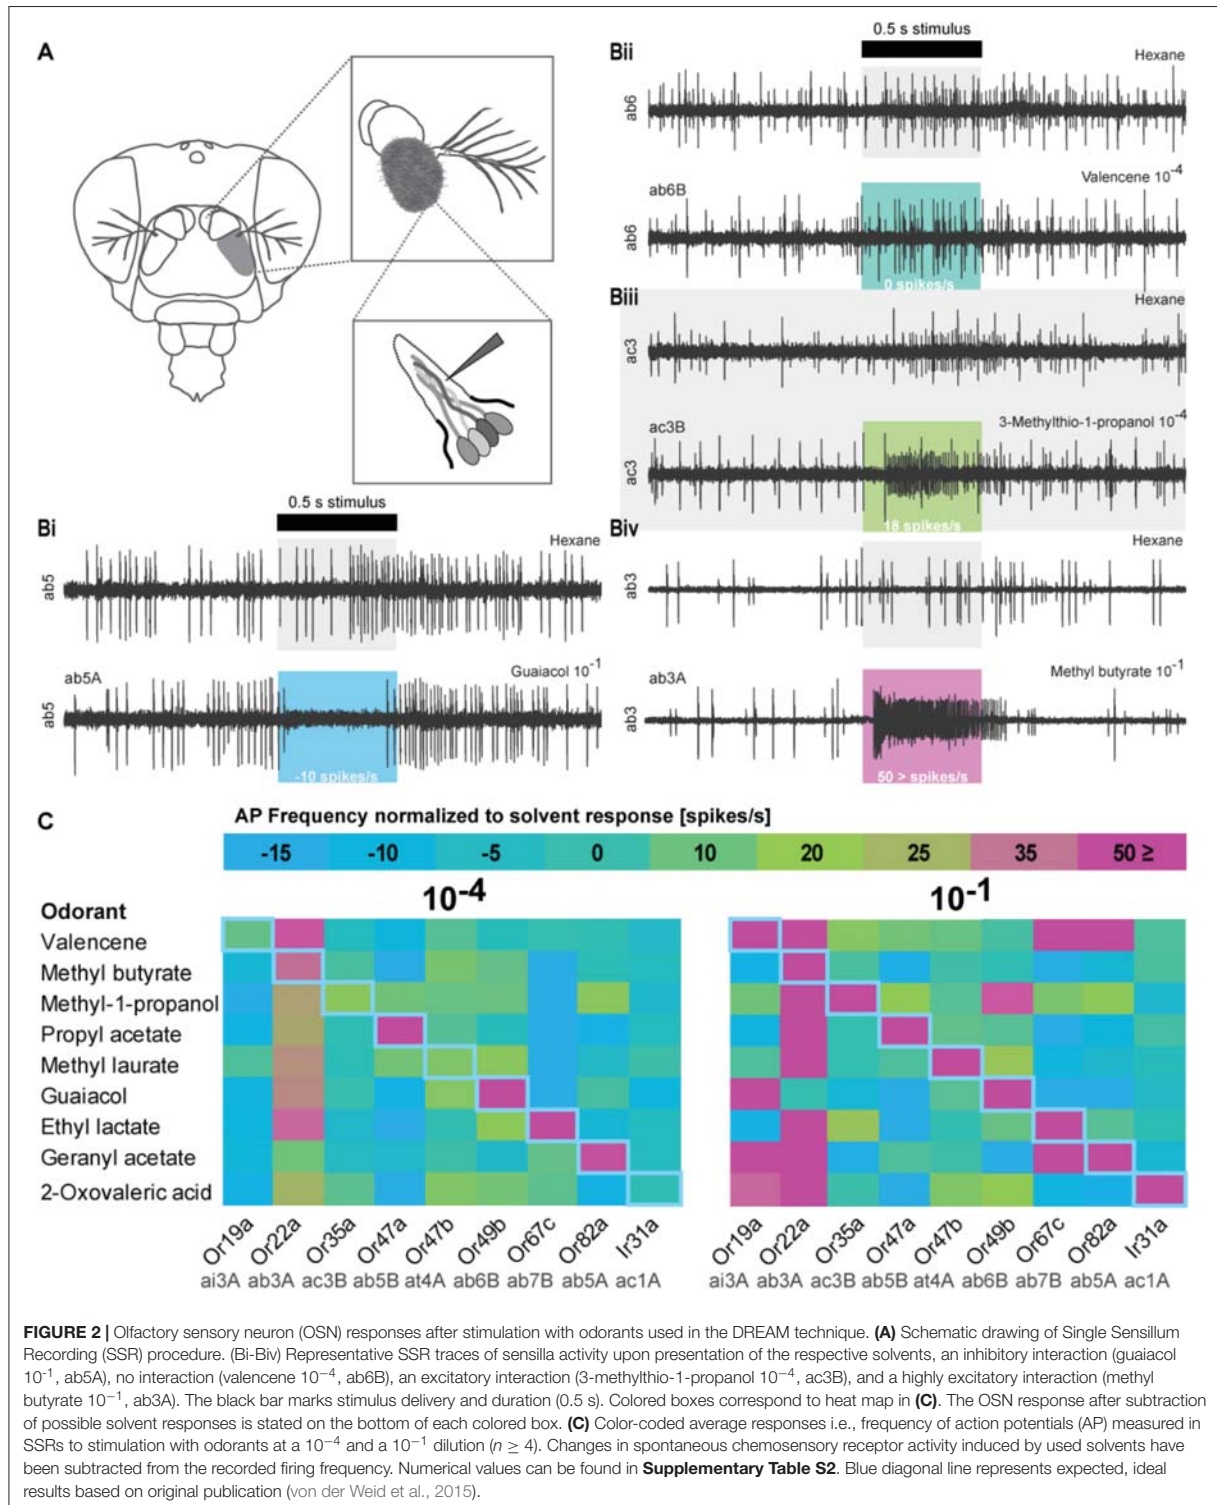 A
0.5 s stimulus
Bii
Hexane
ab6
ab6B
Valencene 10-4
ab6
0 spikes/s
Biii
Hexane
ac3
ac3B
3-Methylthio-1-propanol 10-4
ac3
18 spikes/s
0.5 s stimulus
Bi
Hexane
ab5
ab5A
Guaiacol 10-1
ab5
-10 spikes/s
Biv
Hexane
ab3
ab3A
Methyl butyrate 10-1
ab3
50 > spikes/s
C
AP Frequency normalized to solvent response [spikes/s]
-15 -10 -5 0 10 20 25 35 50 ≥
10-4 10-1
Odorant
Valencene
Methyl butyrate
Methyl-1-propanol
Propyl acetate
Methyl laurate
Guaiacol
Ethyl lactate
Geranyl acetate
2-Oxovaleric acid
Or19a Or22a Or35a Or47a Or47b Or49b Or67c Or82a Ir31a Or19a Or22a Or35a Or47a Or47b Or49b Or67c Or82a Ir31a
ai3A ab3A ac3B ab5B at4A ab6B ab7B ab5A ac1A ai3A ab3A ac3B ab5B at4A ab6B ab7B ab5A ac1A
FIGURE 2 | Olfactory sensory neuron (OSN) responses after stimulation with odorants used in the DREAM technique. (A) Schematic drawing of Single Sensillum
Recording (SSR) procedure. (Bi-Biv) Representative SSR traces of sensilla activity upon presentation of the respective solvents, an inhibitory interaction (guaiacol
10-1, ab5A), no interaction (valencene 10−4, ab6B), an excitatory interaction (3-methylthio-1-propanol 10−4, ac3B), and a highly excitatory interaction (methyl
butyrate 10−1, ab3A). The black bar marks stimulus delivery and duration (0.5 s). Colored boxes correspond to heat map in (C). The OSN response after subtraction
of possible solvent responses is stated on the bottom of each colored box. (C) Color-coded average responses i.e., frequency of action potentials (AP) measured in
SSRs to stimulation with odorants at a 10−4 and a 10−1 dilution (n ≥ 4). Changes in spontaneous chemosensory receptor activity induced by used solvents have
been subtracted from the recorded firing frequency. Numerical values can be found in Supplementary Table S2. Blue diagonal line represents expected, ideal
results based on original publication (von der Weid et al., 2015).